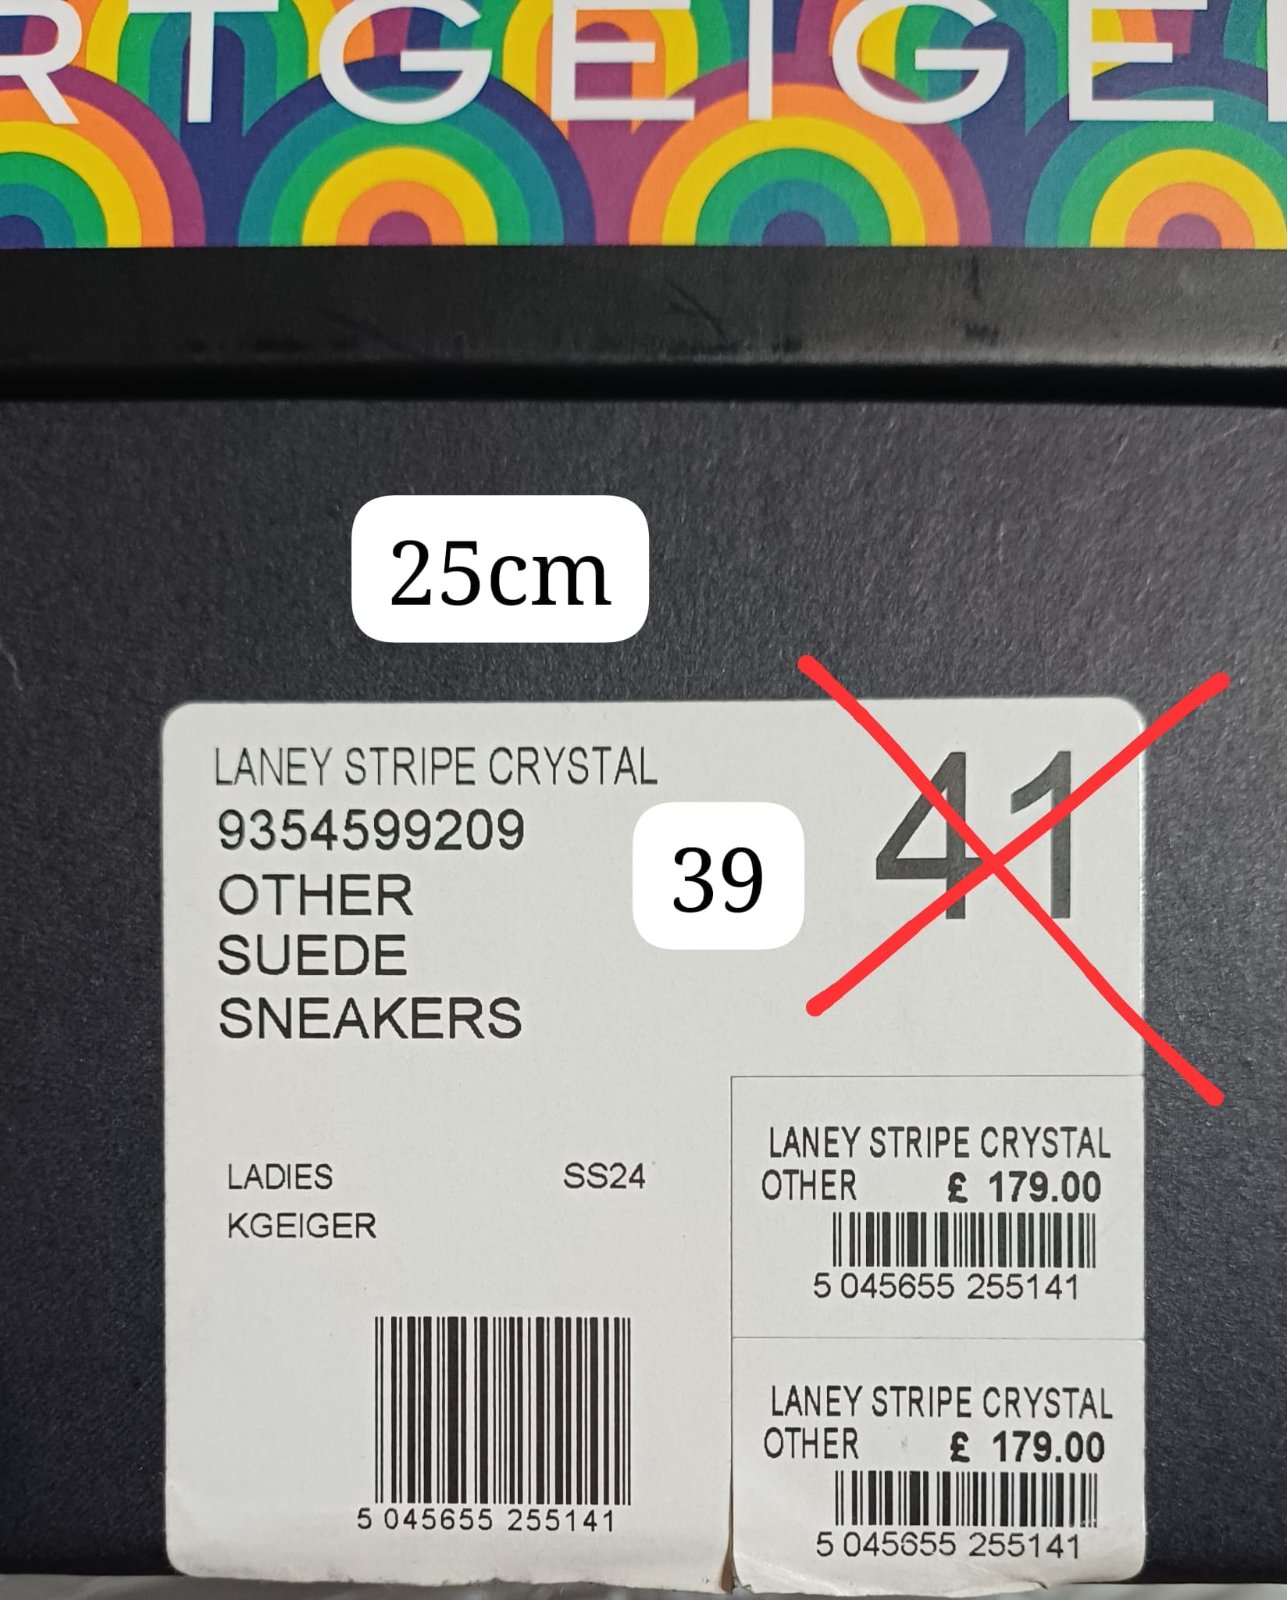 RTGEIGE
25cm
LANEY STRIPE CRYSTAL
41
9354599209
39
OTHER
SUEDE
SNEAKERS
LADIES SS24
KGEIGER
5 045655 255141
LANEY STRIPE CRYSTAL
OTHER £ 179.00
5 045655 255141
LANEY STRIPE CRYSTAL
OTHER £ 179.00
5 045655 255141